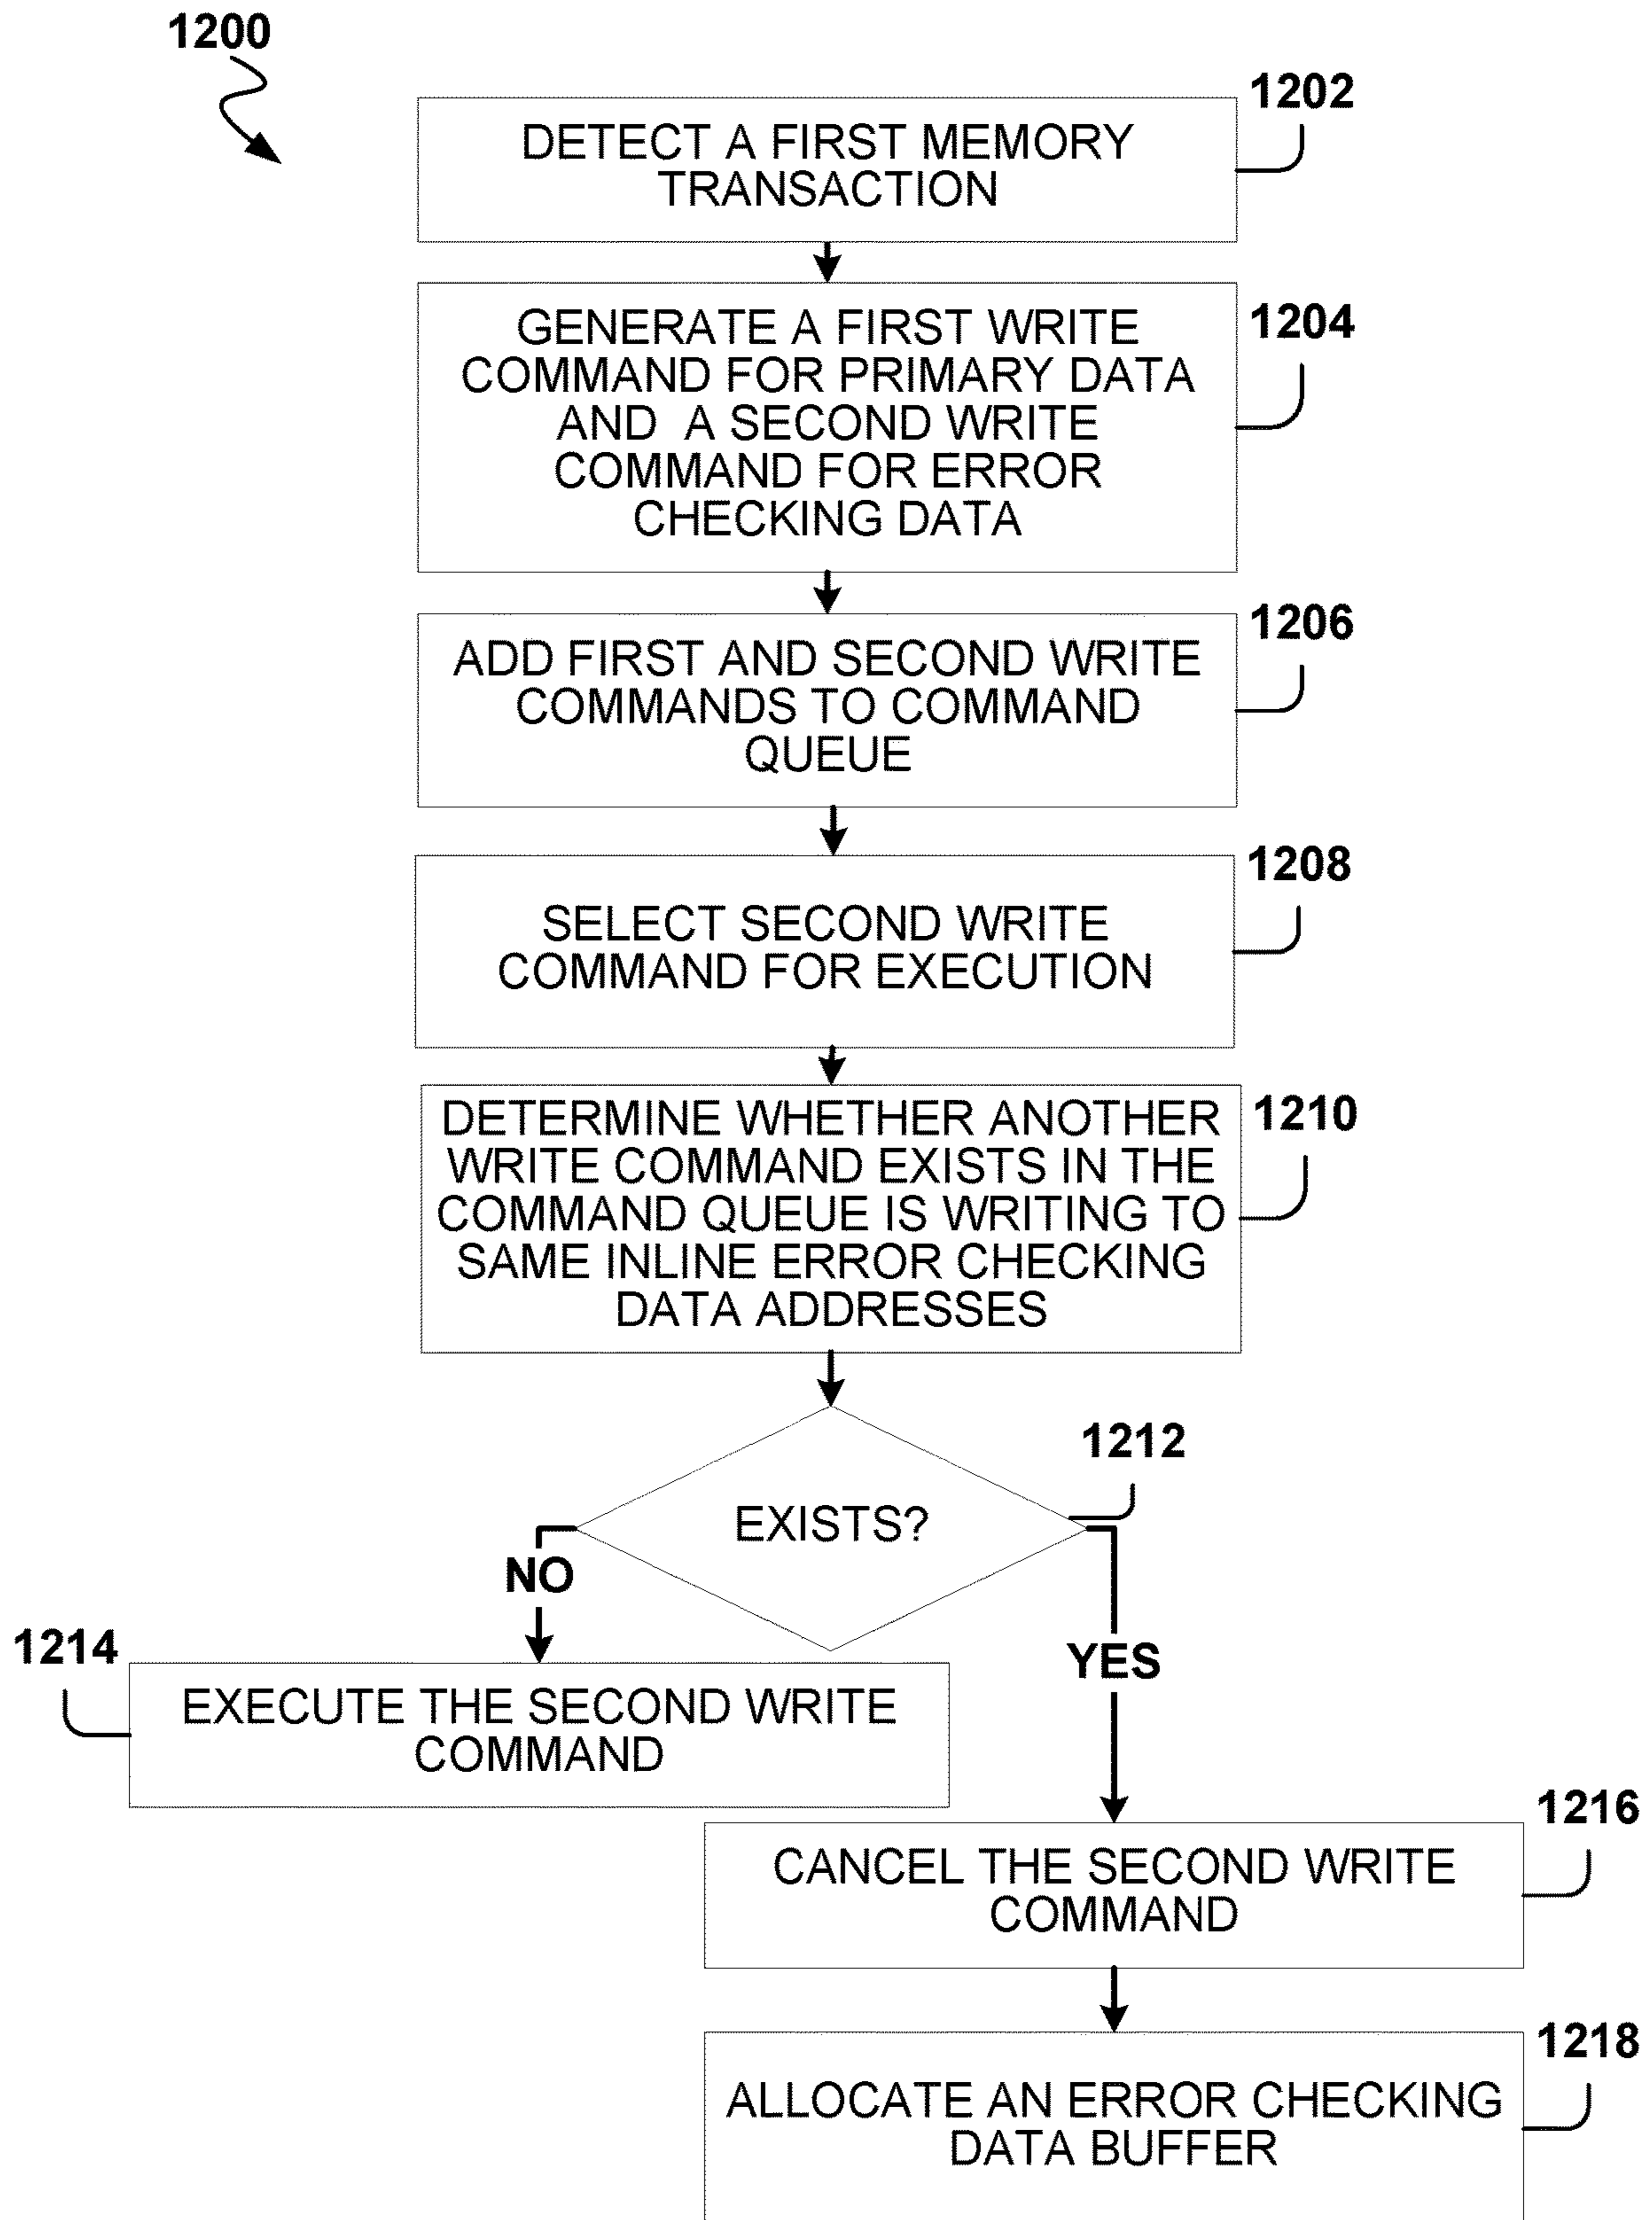 1200
1202
DETECT A FIRST MEMORY
TRANSACTION
1204
GENERATE A FIRST WRITE
COMMAND FOR PRIMARY DATA
AND A SECOND WRITE
COMMAND FOR ERROR
CHECKING DATA
1206
ADD FIRST AND SECOND WRITE
COMMANDS TO COMMAND
QUEUE
1208
SELECT SECOND WRITE
COMMAND FOR EXECUTION
1210
DETERMINE WHETHER ANOTHER
WRITE COMMAND EXISTS IN THE
COMMAND QUEUE IS WRITING TO
SAME INLINE ERROR CHECKING
DATA ADDRESSES
1212
EXISTS?
NO
YES
1214
EXECUTE THE SECOND WRITE
COMMAND
1216
CANCEL THE SECOND WRITE
COMMAND
1218
ALLOCATE AN ERROR CHECKING
DATA BUFFER